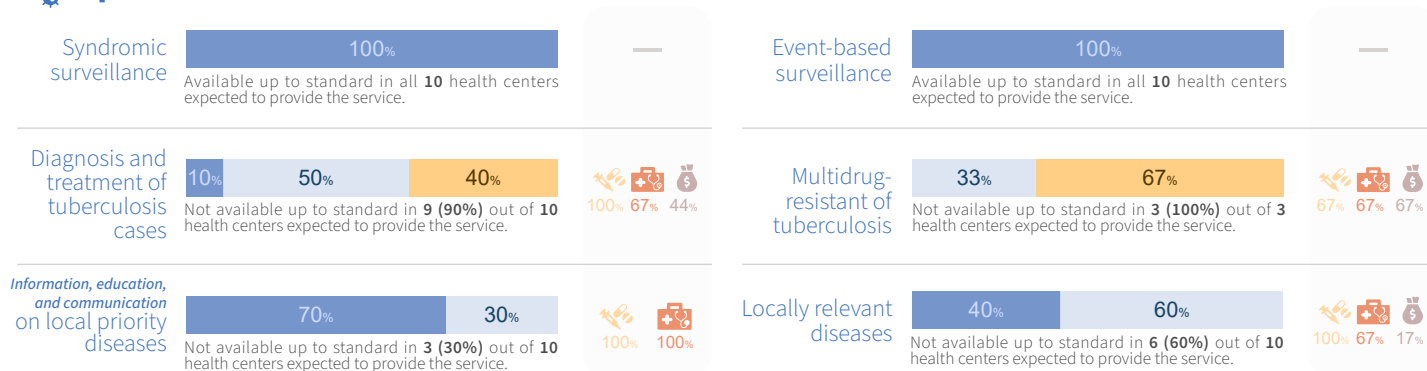 Syndromic
surveillance
100%
Available up to standard in all 10 health centers
expected to provide the service.
Event-based
surveillance
100%
Available up to standard in all 10 health centers
expected to provide the service.
Diagnosis and
treatment of
tuberculosis
cases
10% 50% 40%
Not available up to standard in 9 (90%) out of 10
health centers expected to provide the service.
100% 67% 44%
Multidrug-
resistant of
tuberculosis
33% 67%
Not available up to standard in 3 (100%) out of 3
health centers expected to provide the service.
67% 67% 67%
Information, education,
and communication
on local priority
diseases
70% 30%
Not available up to standard in 3 (30%) out of 10
health centers expected to provide the service.
100% 100%
Locally relevant
diseases
40% 60%
Not available up to standard in 6 (60%) out of 10
health centers expected to provide the service.
100% 67% 17%